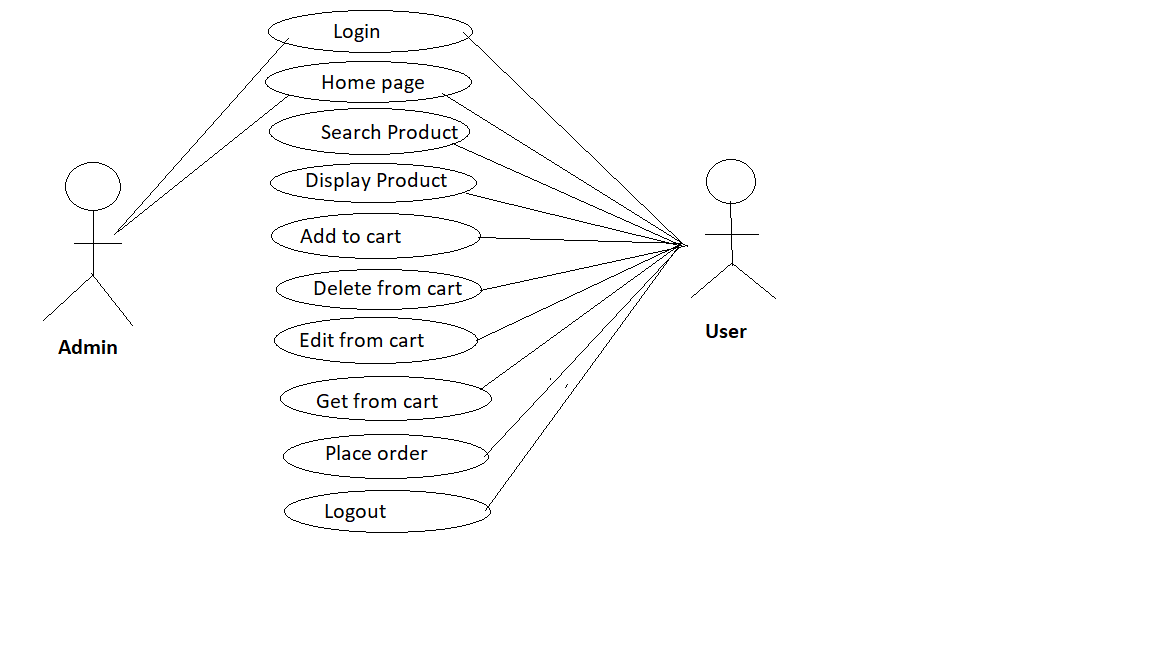 Login
Home page
Search Product
Display Product
Add to cart
Delete from cart
Edit from cart
Get from cart
Place order
Logout
Admin
User